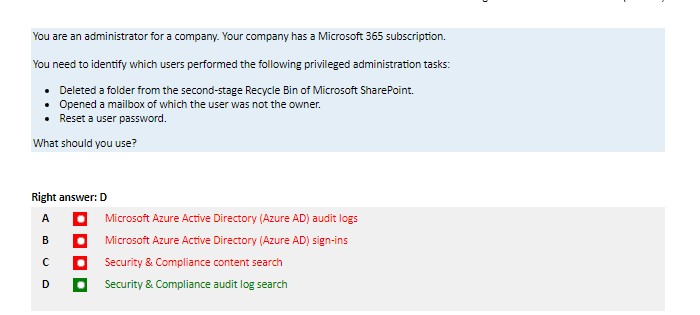 You are an administrator for a company. Your company has a Microsoft 365 subscription.
You need to identify which users performed the following privileged administration tasks:
• Deleted a folder from the second-stage Recycle Bin of Microsoft SharePoint.
• Opened a mailbox of which the user was not the owner.
• Reset a user password.
What should you use?
Right answer: D
A Microsoft Azure Active Directory (Azure AD) audit logs
B Microsoft Azure Active Directory (Azure AD) sign-ins
C Security & Compliance content search
D Security & Compliance audit log search